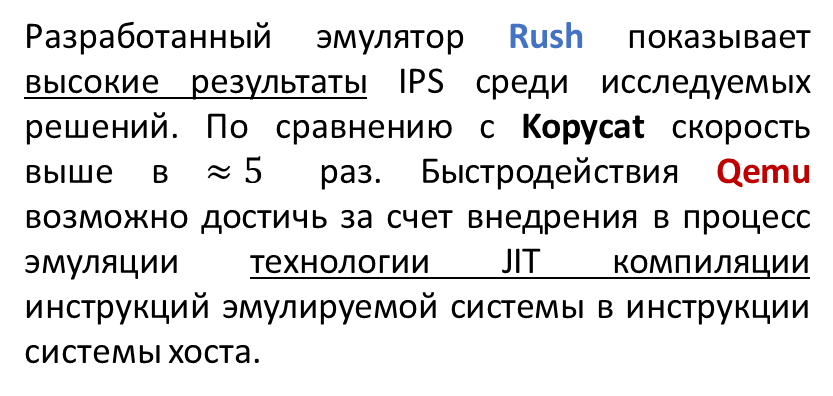 Разработанный эмулятор Rush показывает
высокие результаты IPS среди исследуемых
решений. По сравнению с Kopycat скорость
выше в ≈ 5 раз. Быстродействия Qemu
возможно достичь за счет внедрения в процесс
эмуляции технологии JIT компиляции
инструкций эмулируемой системы в инструкции
системы хоста.